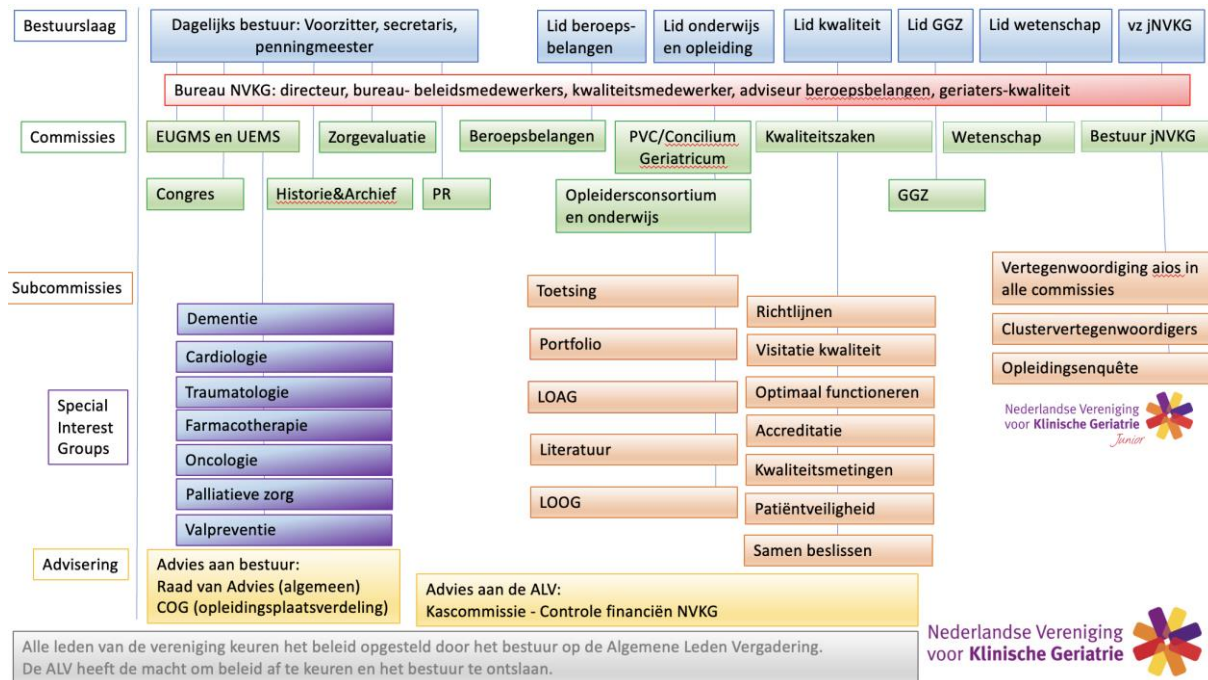 Bestuurslaag
Dagelijks bestuur: Voorzitter, secretaris,
penningmeester
Lid beroeps-
belangen
Lid onderwijs
en opleiding
Lid kwaliteit
Lid GGZ
Lid wetenschap
vz jNVKG
Bureau NVKG: directeur, bureau- beleidsmedewerkers, kwaliteitsmedewerker, adviseur beroepsbelangen, geriaters-kwaliteit
Commissies
EUGMS en UEMS
Zorgevaluatie
Beroepsbelangen
PVC/Concilium
Geriatricum
Kwaliteitszaken
Wetenschap
Bestuur jNVKG
Congres
Historie&Archief
PR
Opleidersconsortium
en onderwijs
GGZ
Subcommissies
Toetsing
Portfolio
LOAG
Literatuur
LOOG
Richtlijnen
Visitatie kwaliteit
Optimaal functioneren
Accreditatie
Kwaliteitsmetingen
Patiëntveiligheid
Samen beslissen
Vertegenwoordiging aios in
alle commissies
Clustervertegenwoordigers
Opleidingsenquête
Nederlandse Vereniging
voor Klinische Geriatrie
Junior
Special
Interest
Groups
Dementie
Cardiologie
Traumatologie
Farmacotherapie
Oncologie
Palliatieve zorg
Valpreventie
Advisering
Advies aan bestuur:
Raad van Advies (algemeen)
COG (opleidingsplaatsverdeling)
Advies aan de ALV:
Kascommissie - Controle financiën NVKG
Alle leden van de vereniging keuren het beleid opgesteld door het bestuur op de Algemene Leden Vergadering.
De ALV heeft de macht om beleid af te keuren en het bestuur te ontslaan.
Nederlandse Vereniging
voor Klinische Geriatrie